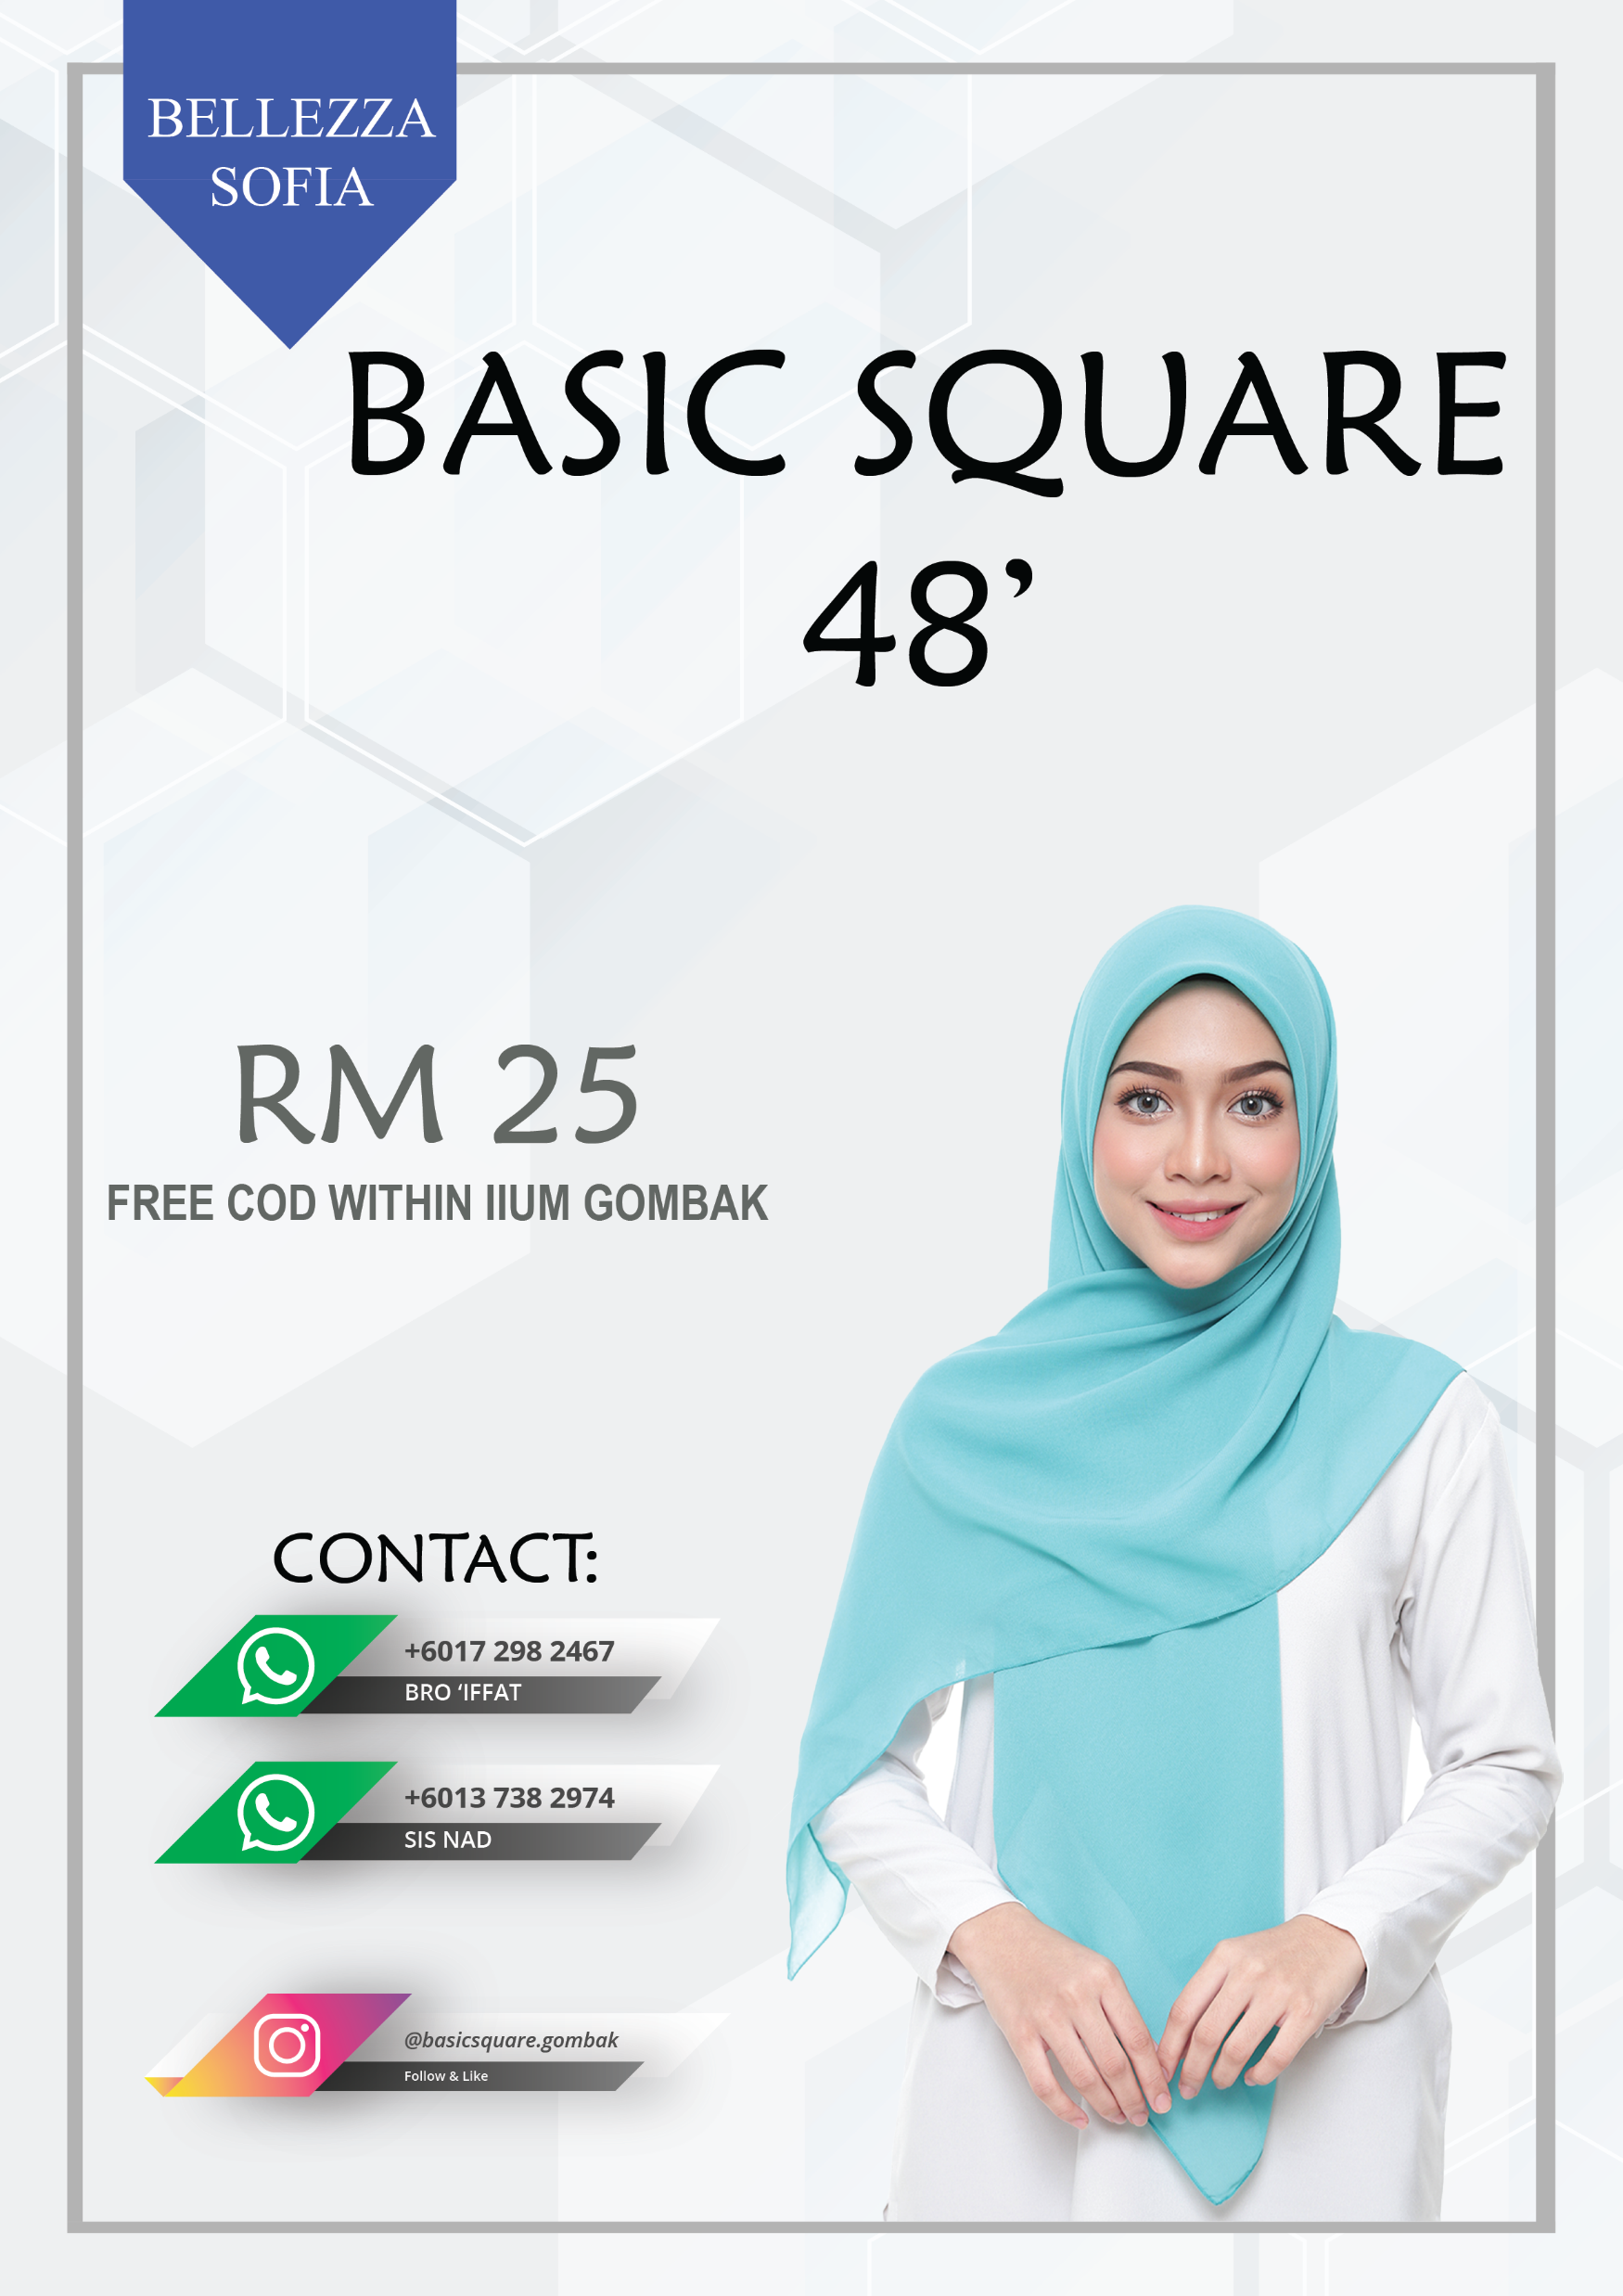 BELLEZZA
SOFIA
BASIC SQUARE
48’
RM 25
FREE COD WITHIN IIUM GOMBAK
CONTACT:
+6017 298 2467
BRO ‘IFFAT
+6013 738 2974
SIS NAD
@basicsquare.gombak
Follow & Like